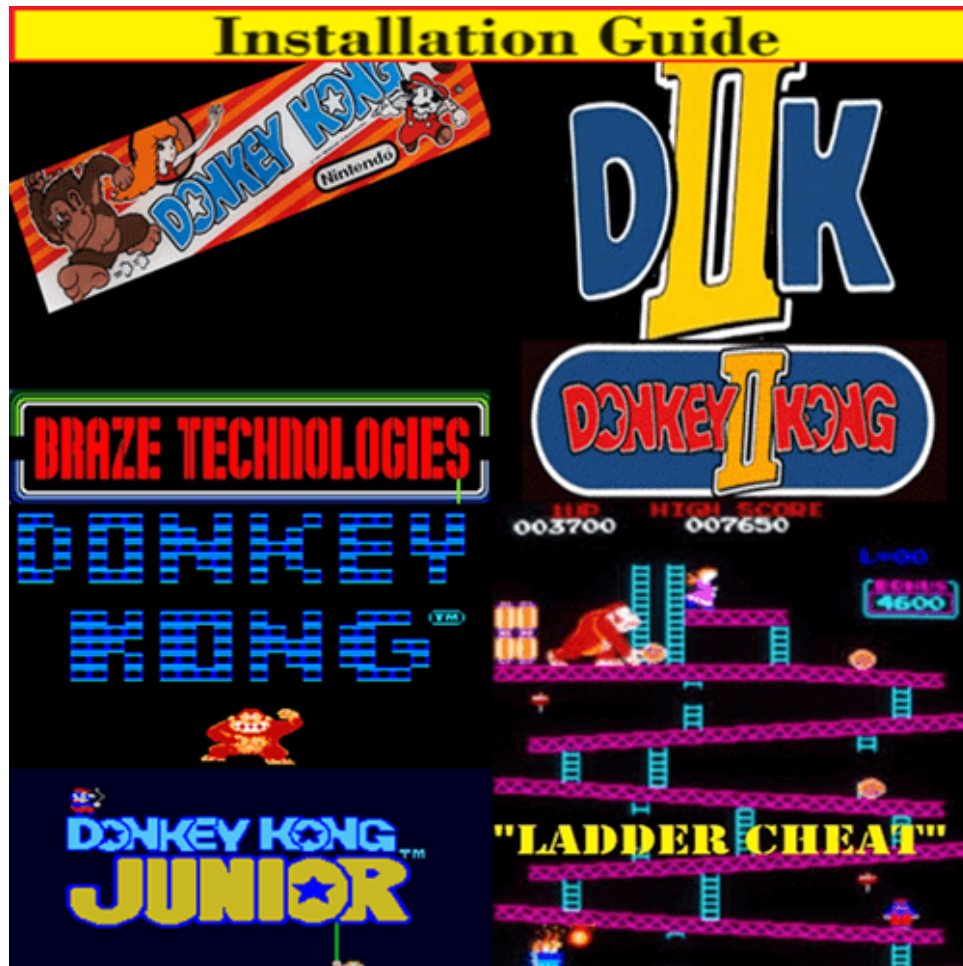 Installation Guide
DONKEY KONG
Nintendo
D II K
DONKEY II KONG
BRAZE TECHNOLOGIES
DONKEY
KONG
TM
1UP HIGH SCORE
003700 007650
L=00
BONUS
4600
DONKEY KONG
TM
JUNIOR
"LADDER CHEAT"